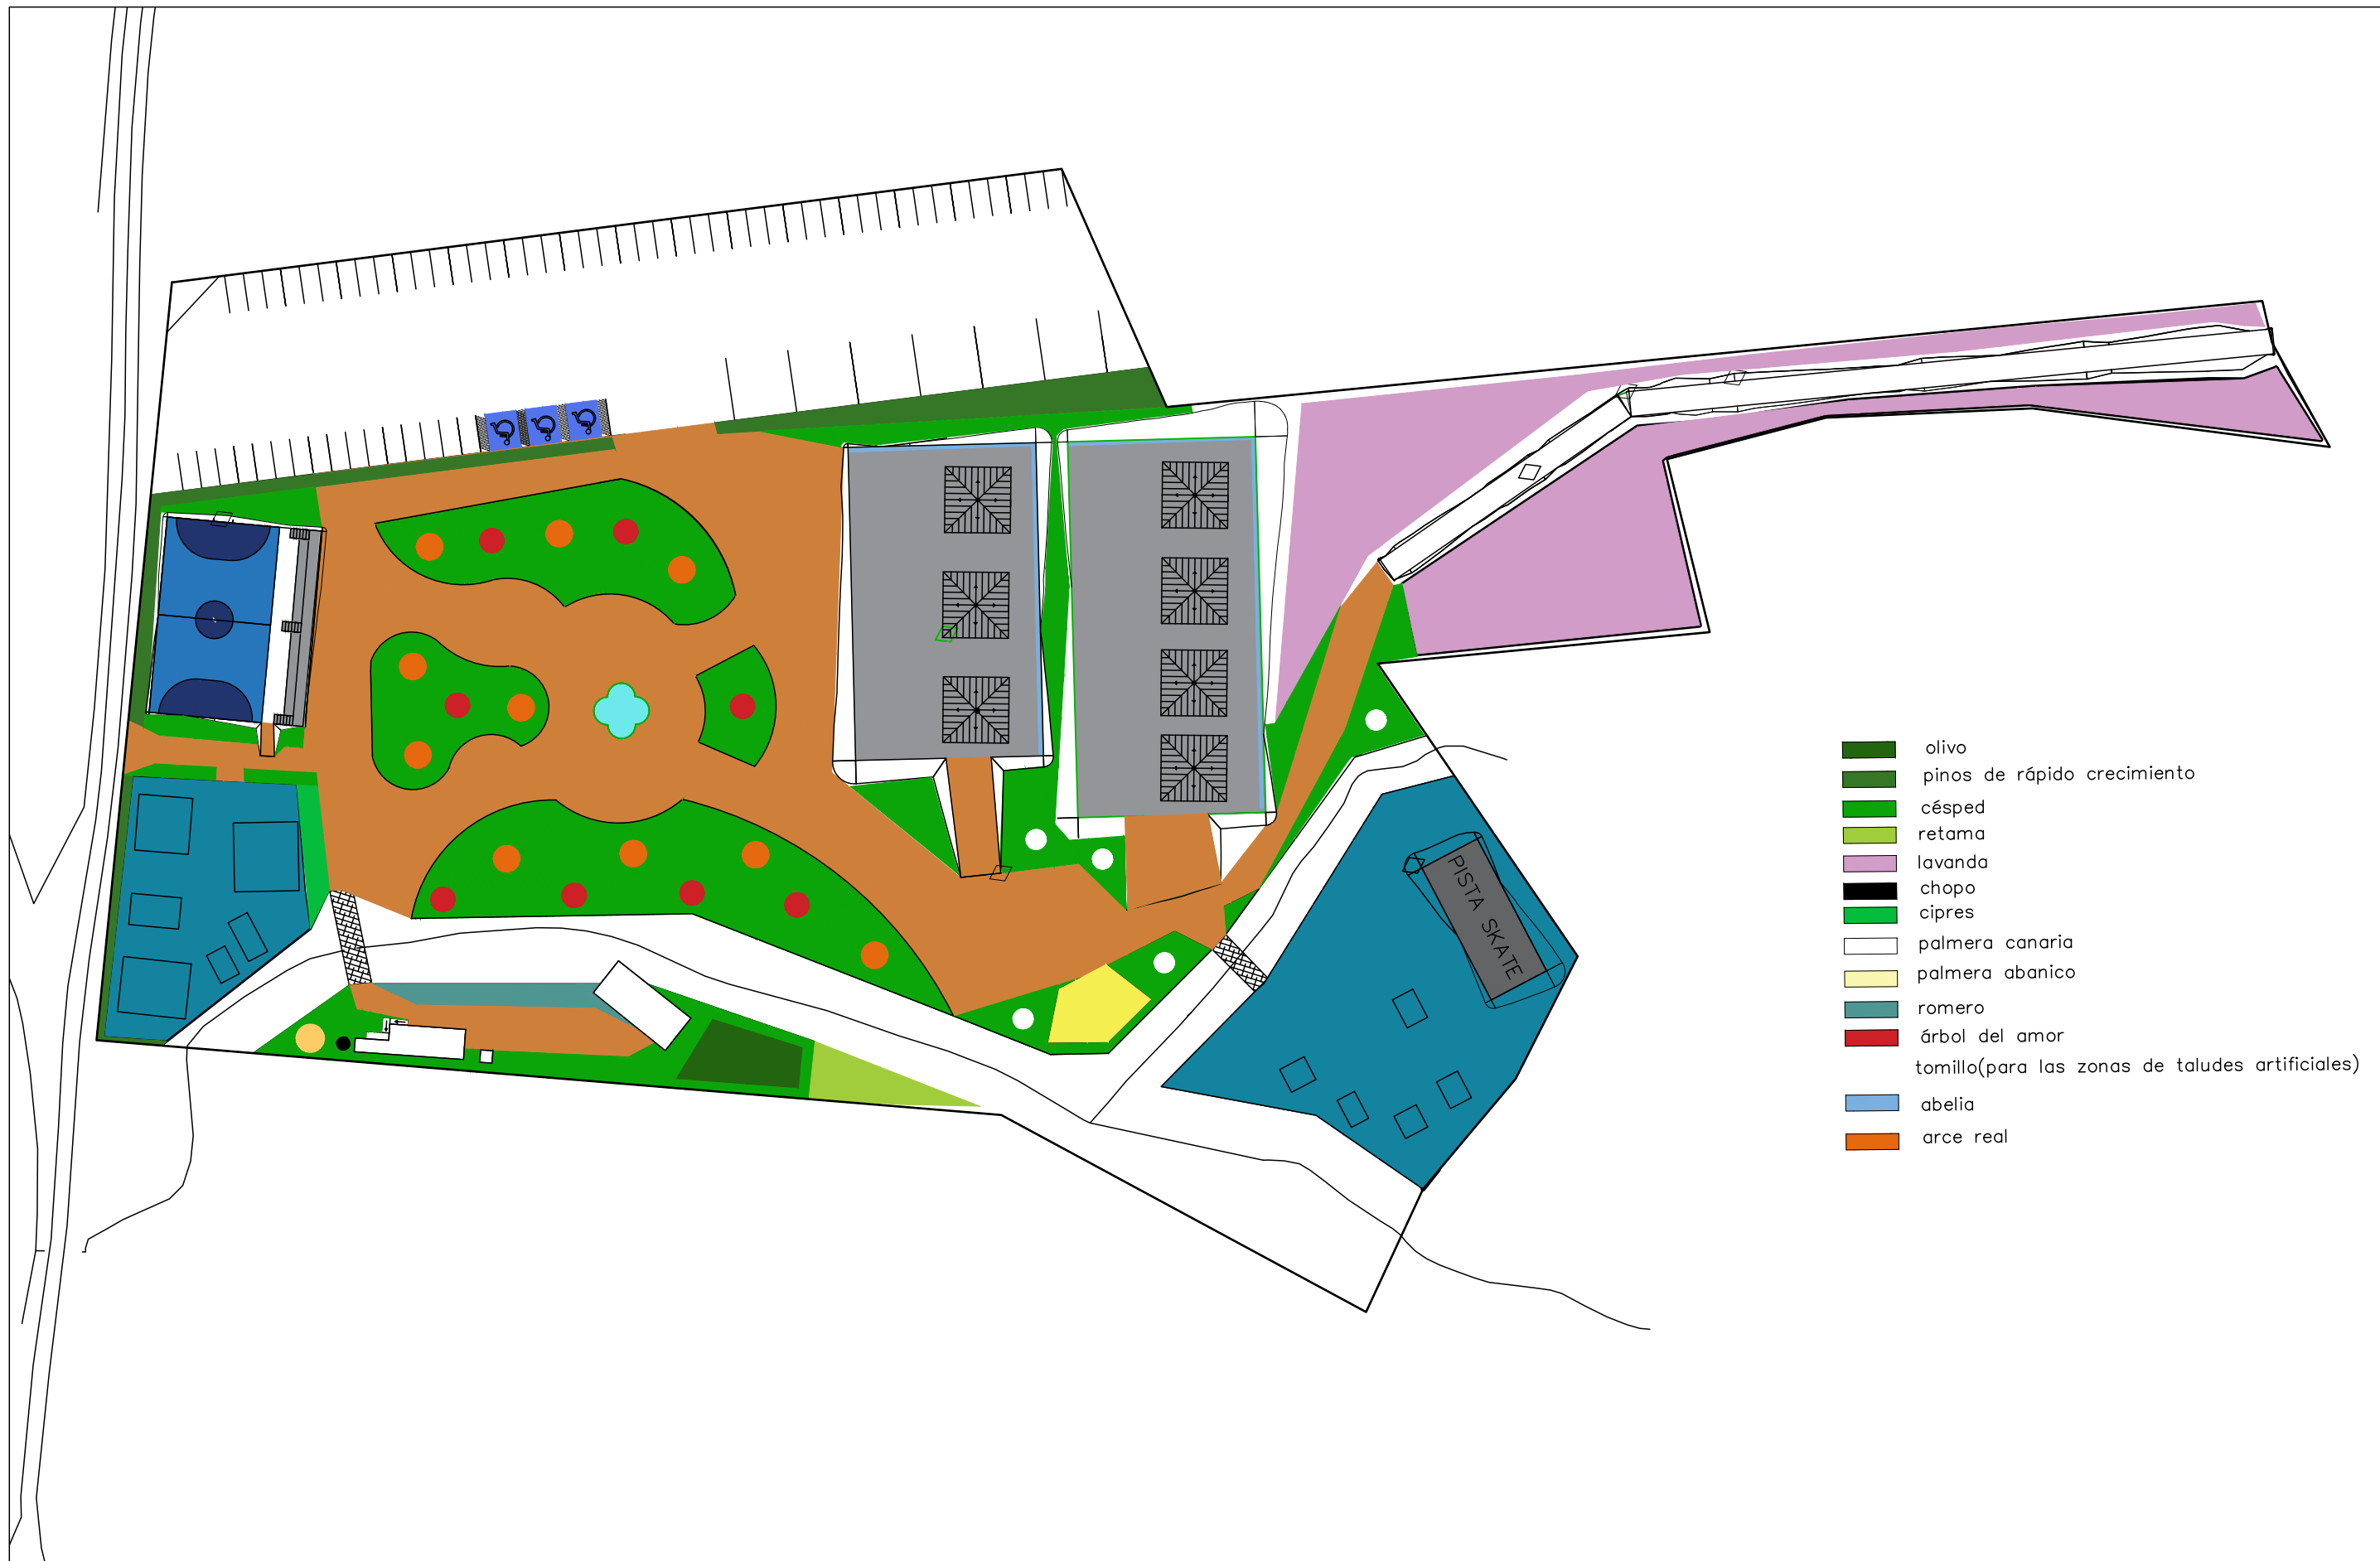 PISTA SKATE
olivo
pinos de rápido crecimiento
césped
retama
lavanda
chopo
cipres
palmera canaria
palmera abanico
romero
árbol del amor
tomillo(para las zonas de taludes artificiales)
abelia
arce real